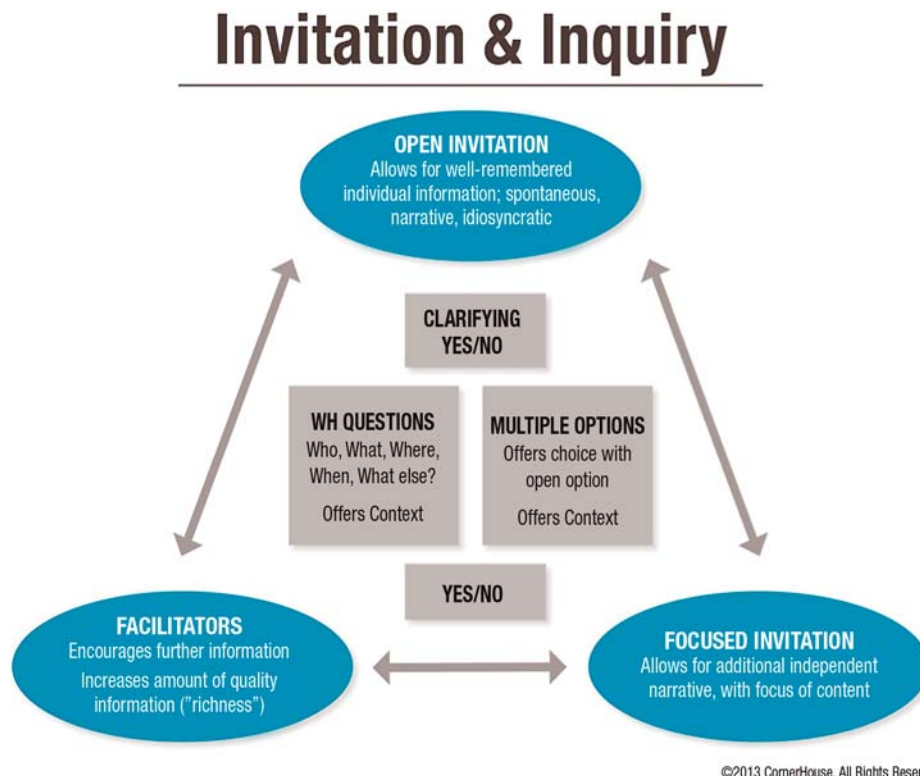 Invitation & Inquiry
OPEN INVITATION
Allows for well-remembered
individual information; spontaneous,
narrative, idiosyncratic
CLARIFYING
YES/NO
WH QUESTIONS
Who, What, Where,
When, What else?
Offers Context
MULTIPLE OPTIONS
Offers choice with
open option
Offers Context
YES/NO
FACILITATORS
Encourages further information
Increases amount of quality
information ("richness")
FOCUSED INVITATION
Allows for additional independent
narrative, with focus of content
©2013 CornerHouse. All Rights Reser